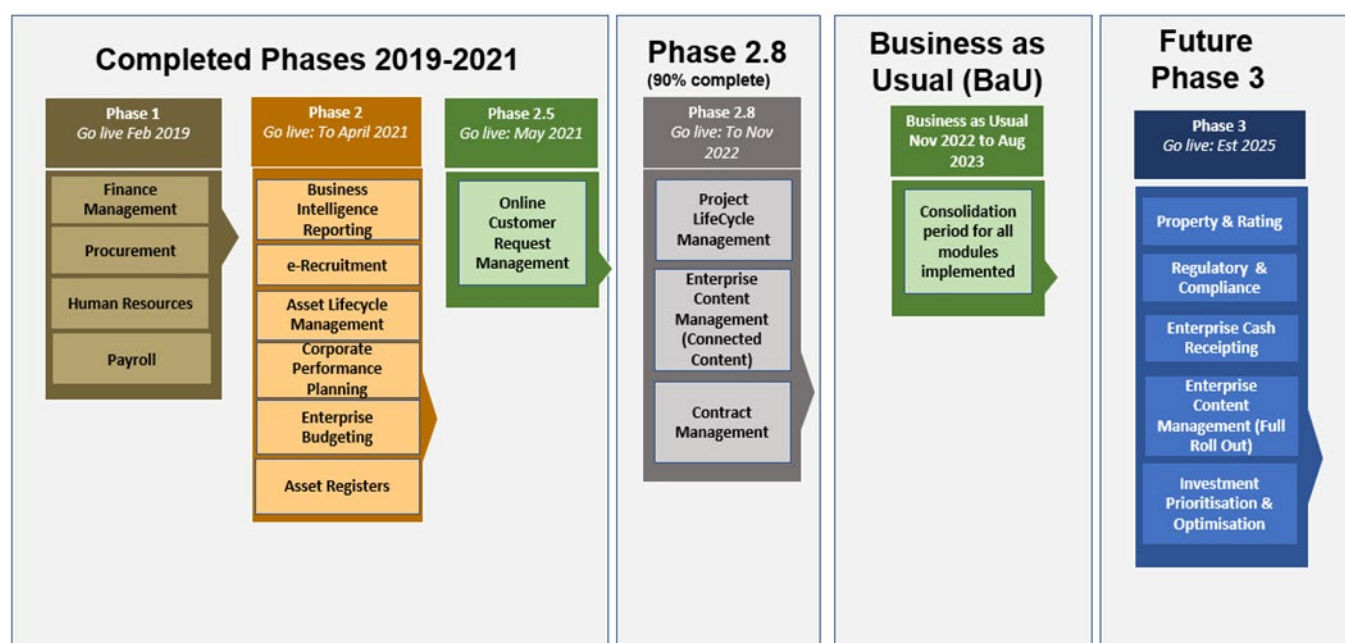 Completed Phases 2019-2021
Phase 1
Go live Feb 2019
Finance
Management
Procurement
Human Resources
Payroll
Phase 2
Go live: To April 2021
Business
Intelligence
Reporting
e-Recruitment
Asset Lifecycle
Management
Corporate
Performance
Planning
Enterprise
Budgeting
Asset Registers
Phase 2.5
Go live: May 2021
Online
Customer
Request
Management
Phase 2.8
(90% complete)
Phase 2.8
Go live: To Nov
2022
Project
LifeCycle
Management
Enterprise
Content
Management
(Connected
Content)
Contract
Management
Business as
Usual (BaU)
Business as Usual
Nov 2022 to Aug
2023
Consolidation
period for all
modules
implemented
Future
Phase 3
Phase 3
Go live: Est 2025
Property & Rating
Regulatory &
Compliance
Enterprise Cash
Receipting
Enterprise
Content
Management (Full
Roll Out)
Investment
Prioritisation &
Optimisation